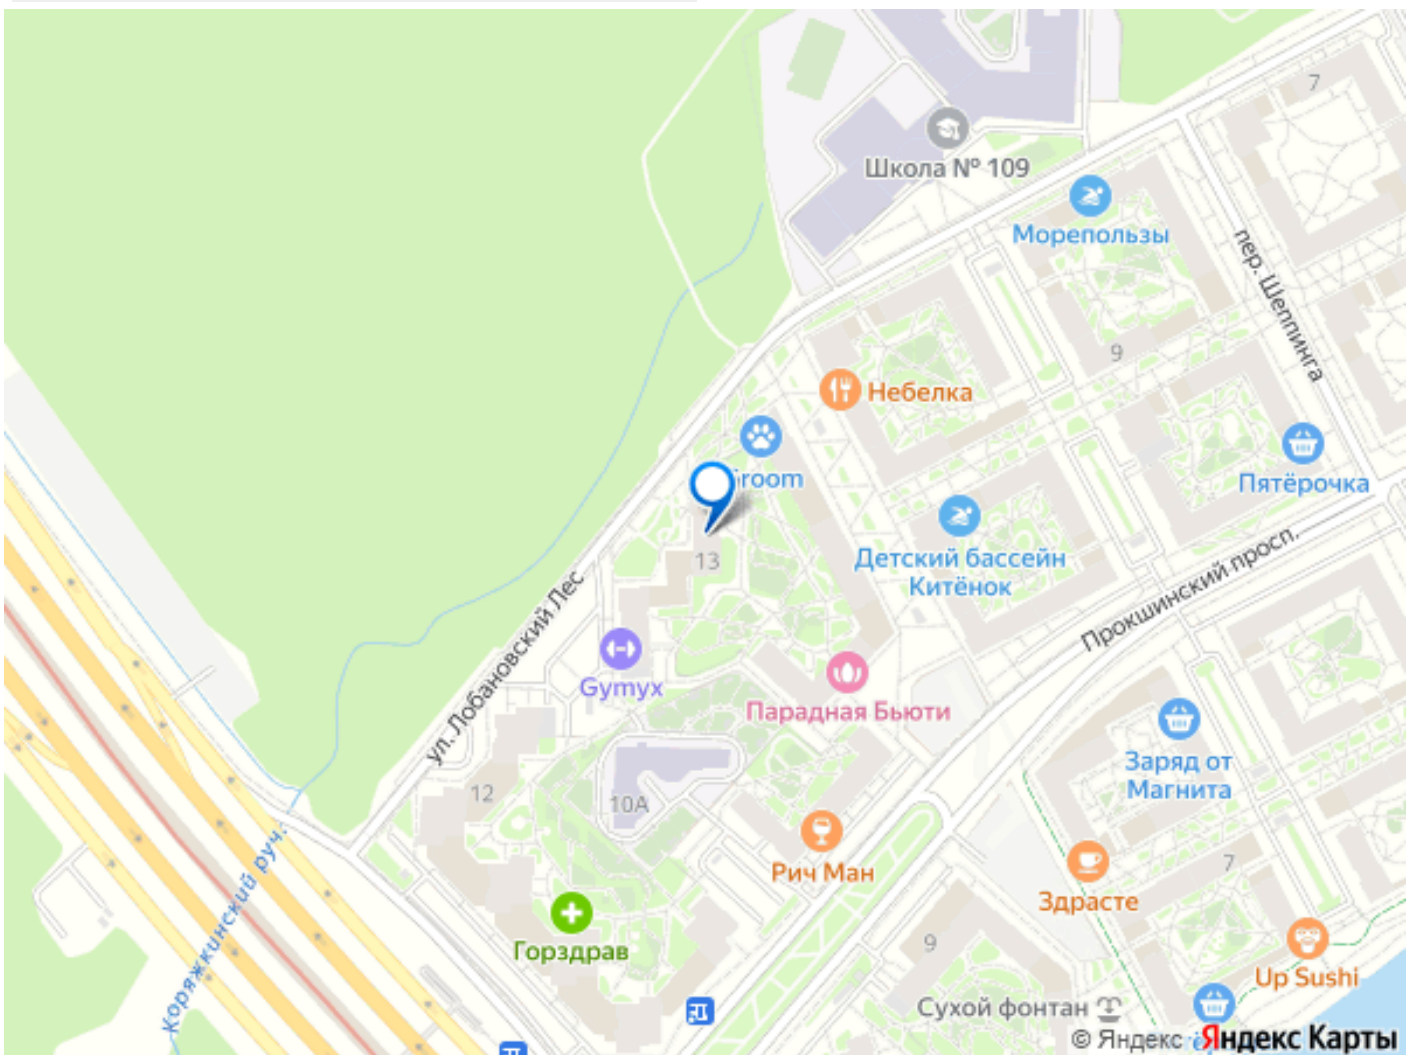 7
Школа № 109
Морепользы
пер. Шеппинга
9
Небелка
room
Пятёрочка
Детский бассейн
Китёнок
Прокшинский просп.
13
ул. Лобановский Лес
Gymyx
Парадная Бьюти
Заряд от
Магнита
12
10А
Рич Ман
7
Здрасте
Коряжкинский руч.
Горздрав
9
Up Sushi
Сухой фонтан
© Яндекс Яндекс Карты